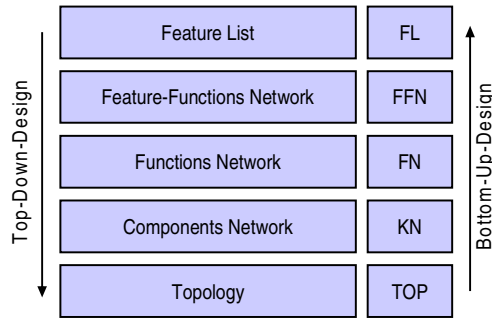 Feature List FL
Feature-Functions Network FFN
Functions Network FN
Components Network KN
Topology TOP
Top-Down-Design
Bottom-Up-Design